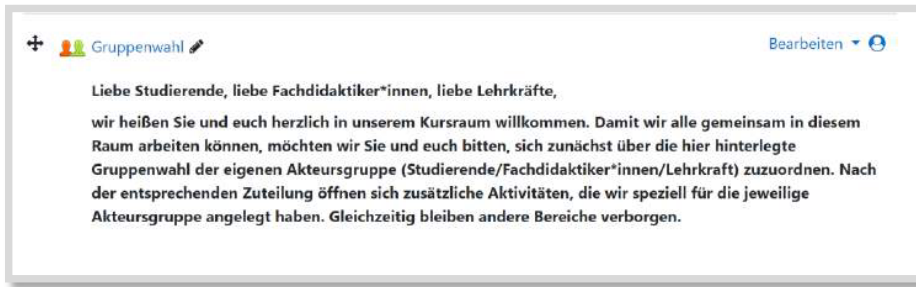 Gruppenwahl Bearbeiten
Liebe Studierende, liebe Fachdidaktiker*innen, liebe Lehrkräfte,
wir heißen Sie und euch herzlich in unserem Kursraum willkommen. Damit wir alle gemeinsam in diesem
Raum arbeiten können, möchten wir Sie und euch bitten, sich zunächst über die hier hinterlegte
Gruppenwahl der eigenen Akteursgruppe (Studierende/Fachdidaktiker*innen/Lehrkraft) zuzuordnen. Nach
der entsprechenden Zuteilung öffnen sich zusätzliche Aktivitäten, die wir speziell für die jeweilige
Akteursgruppe angelegt haben. Gleichzeitig bleiben andere Bereiche verborgen.